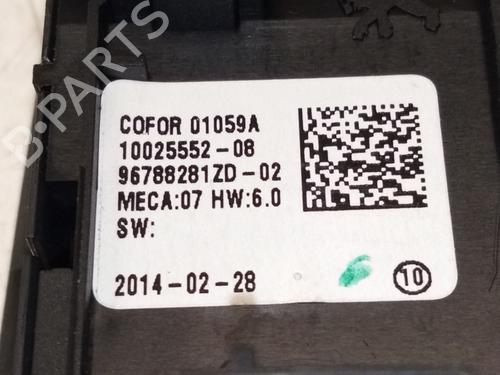 B-PARTS
COFOR 01059A
10025552-08
96788281ZD-02
MECA:07 HW:6.0
SW:
2014-02-28
10